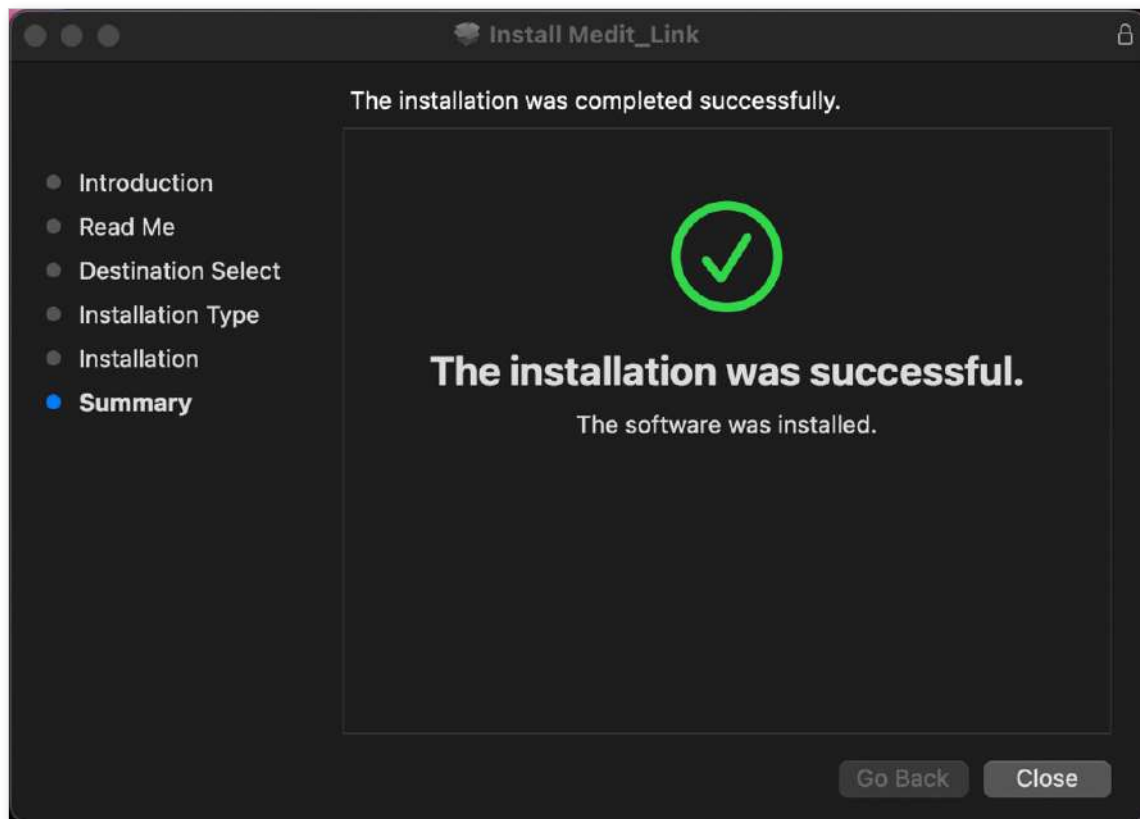 Install Medit_Link
The installation was completed successfully.
Introduction
Read Me
Destination Select
Installation Type
Installation
Summary
The installation was successful.
The software was installed.
Go Back
Close